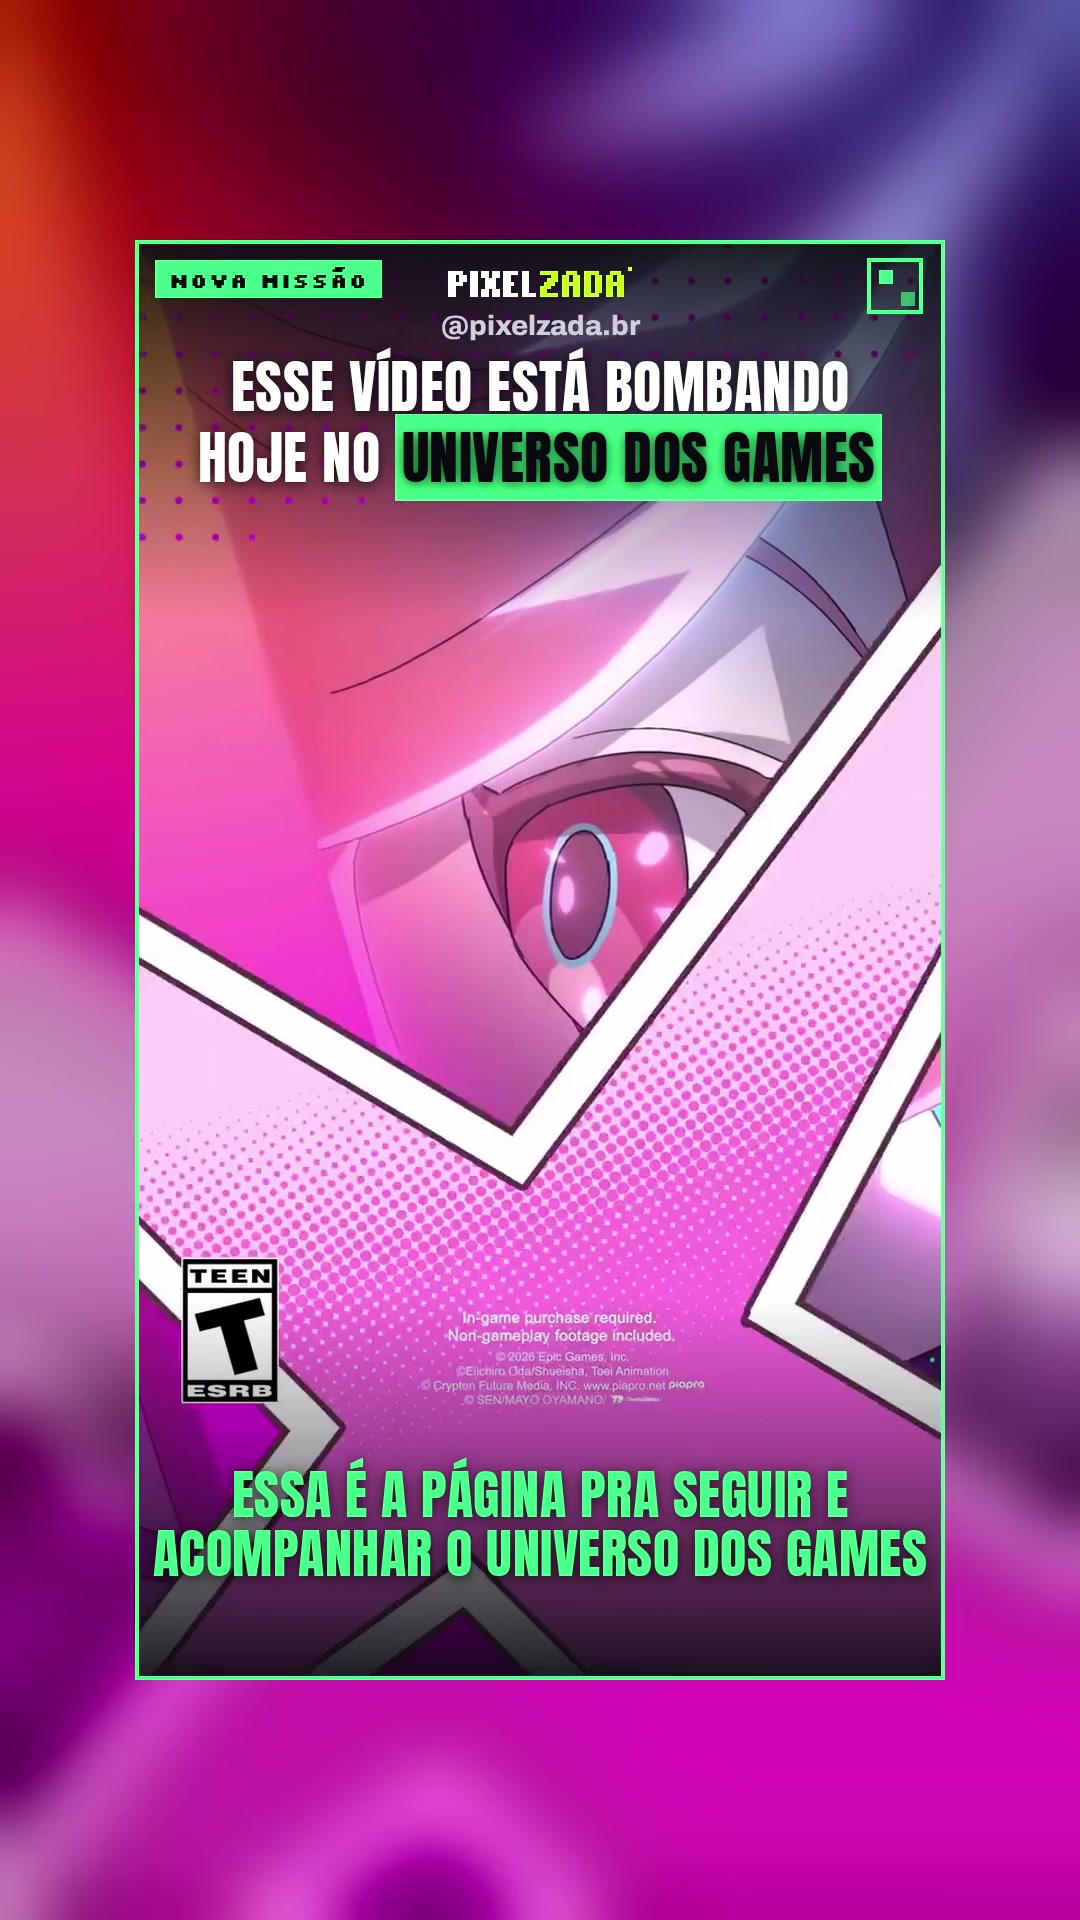 NOVA MISSÃO
PIXELZADA
@pixelzada.br
ESSE VÍDEO ESTÁ BOMBANDO
HOJE NO UNIVERSO DOS GAMES
TEEN
T
ESRB
In-game purchase required.
Non-gameplay footage included.
© 2026 Epic Games, Inc.
©Eiichiro Oda/Shueisha, Toei Animation
© Crypton Future Media, INC. www.piapro.net piapro
© SEN/MAYO OYAMANO/
ESSA É A PÁGINA PRA SEGUIR E
ACOMPANHAR O UNIVERSO DOS GAMES